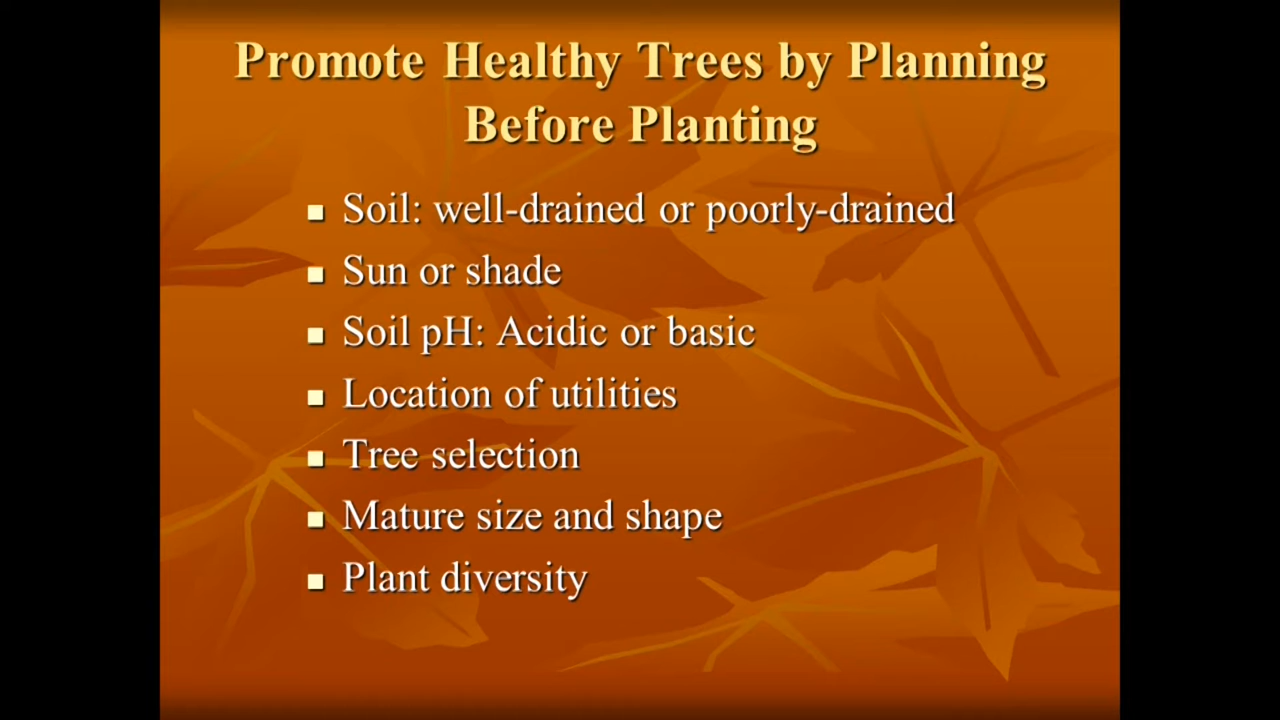 Promote Healthy Trees by Planning
Before Planting
Soil: well-drained or poorly-drained
Sun or shade
Soil pH: Acidic or basic
Location of utilities
Tree selection
Mature size and shape
Plant diversity